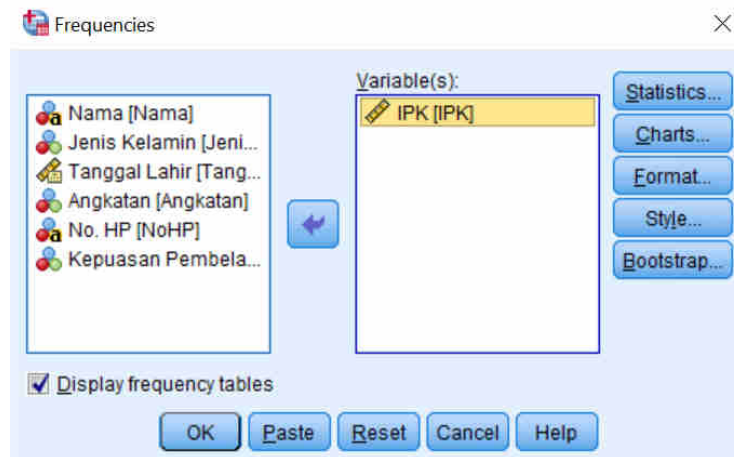 Frequencies
Variable(s):
Nama [Nama]
Jenis Kelamin [Jeni...
Tanggal Lahir [Tang...
Angkatan [Angkatan]
No. HP [NoHP]
Kepuasan Pembela...
IPK [IPK]
Statistics...
Charts...
Format...
Style...
Bootstrap...
Display frequency tables
OK Paste Reset Cancel Help